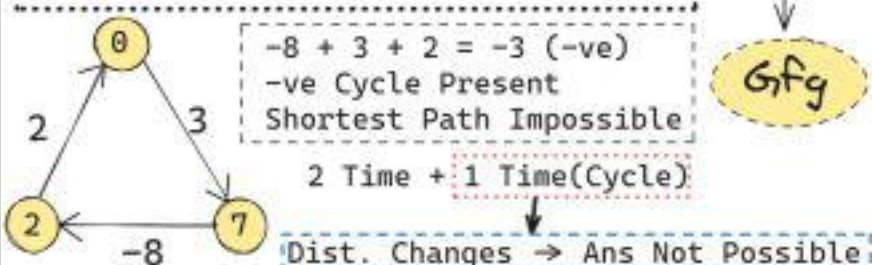 0
-8 + 3 + 2 = -3 (-ve)
-ve Cycle Present
Shortest Path Impossible
Gfg
2
3
2 Time + 1 Time(Cycle)
2
7
-8
Dist. Changes → Ans Not Possible